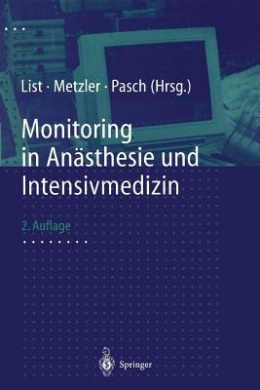 List · Metzler · Pasch (Hrsg.)
Monitoring
in Anästhesie und
Intensivmedizin
2. Auflage
Springer